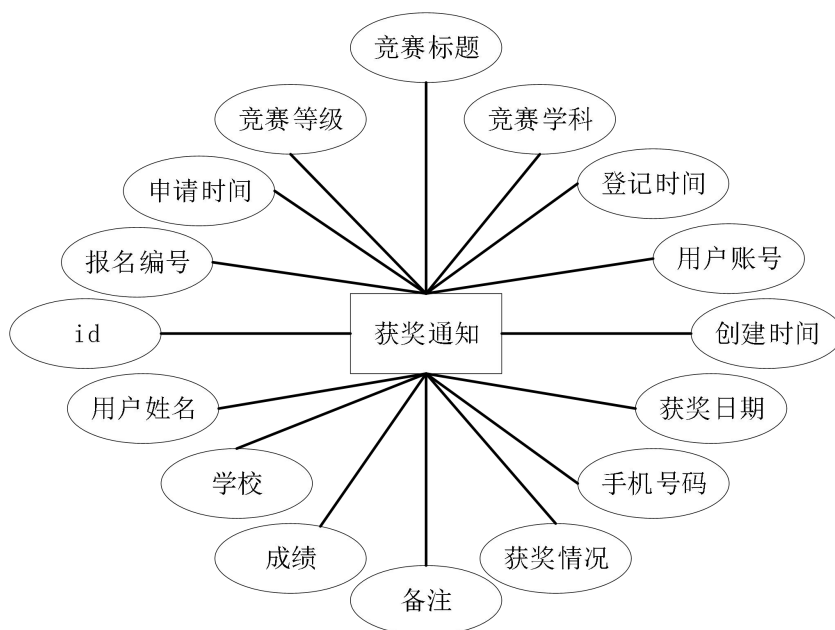 竞赛标题
竞赛等级
竞赛学科
申请时间
登记时间
报名编号
用户账号
id
获奖通知
创建时间
用户姓名
获奖日期
学校
手机号码
成绩
获奖情况
备注